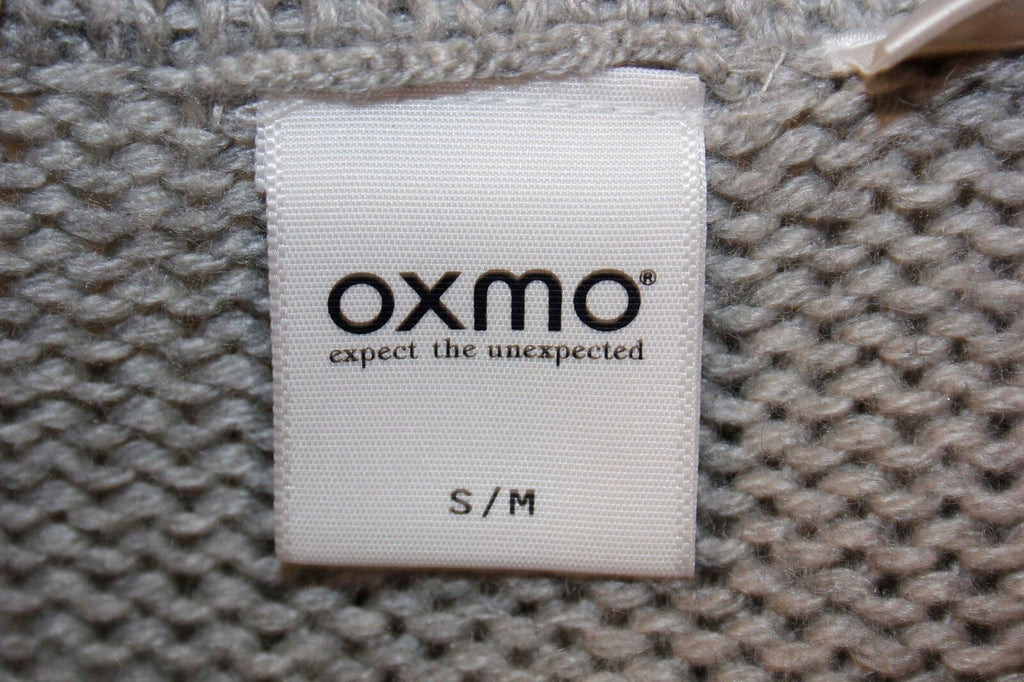 oxmo®
expect the unexpected
S/M